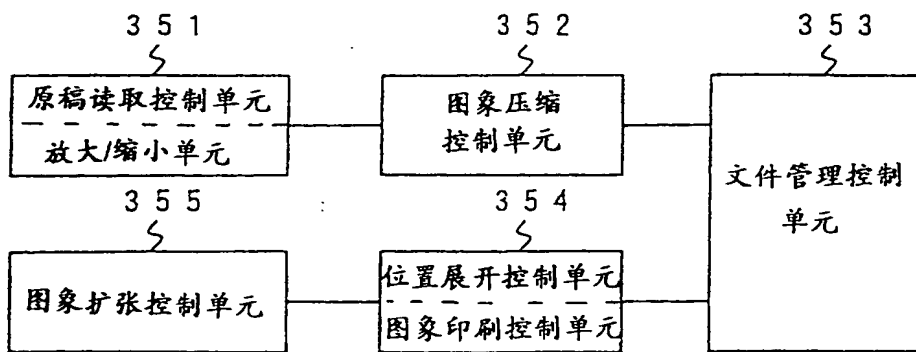 351
352
353
原稿读取控制单元
放大/缩小单元
图象压缩
控制单元
文件管理控制
单元
355
354
图象扩张控制单元
位置展开控制单元
图象印刷控制单元